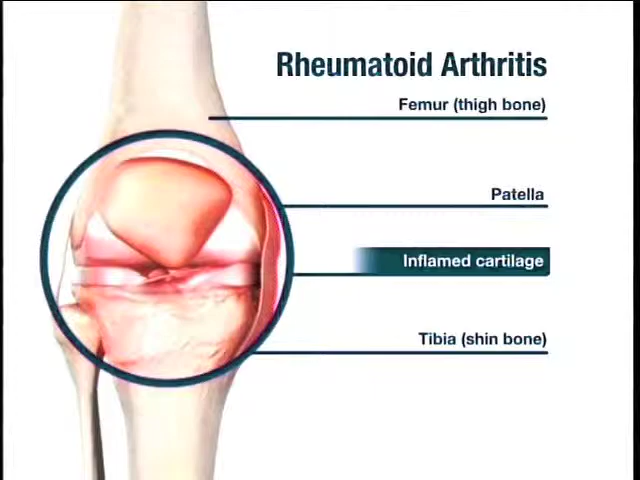 Rheumatoid Arthritis
Femur (thigh bone)
Patella
Inflamed cartilage
Tibia (shin bone)